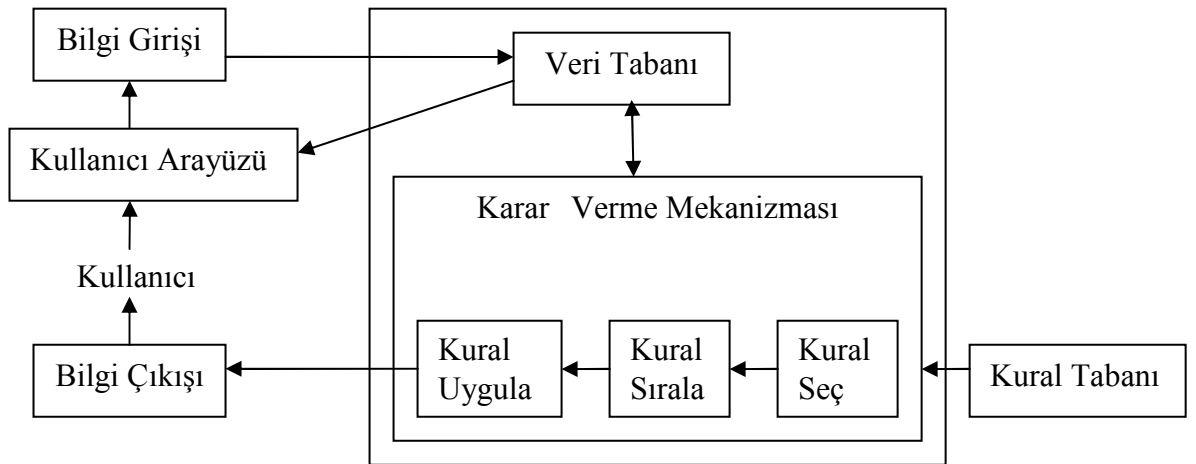 Bilgi Girişi
Veri Tabanı
Kullanıcı Arayüzü
Karar Verme Mekanizması
Kullanıcı
Kural
Uygula
Kural
Sırala
Kural
Seç
Kural Tabanı
Bilgi Çıkışı